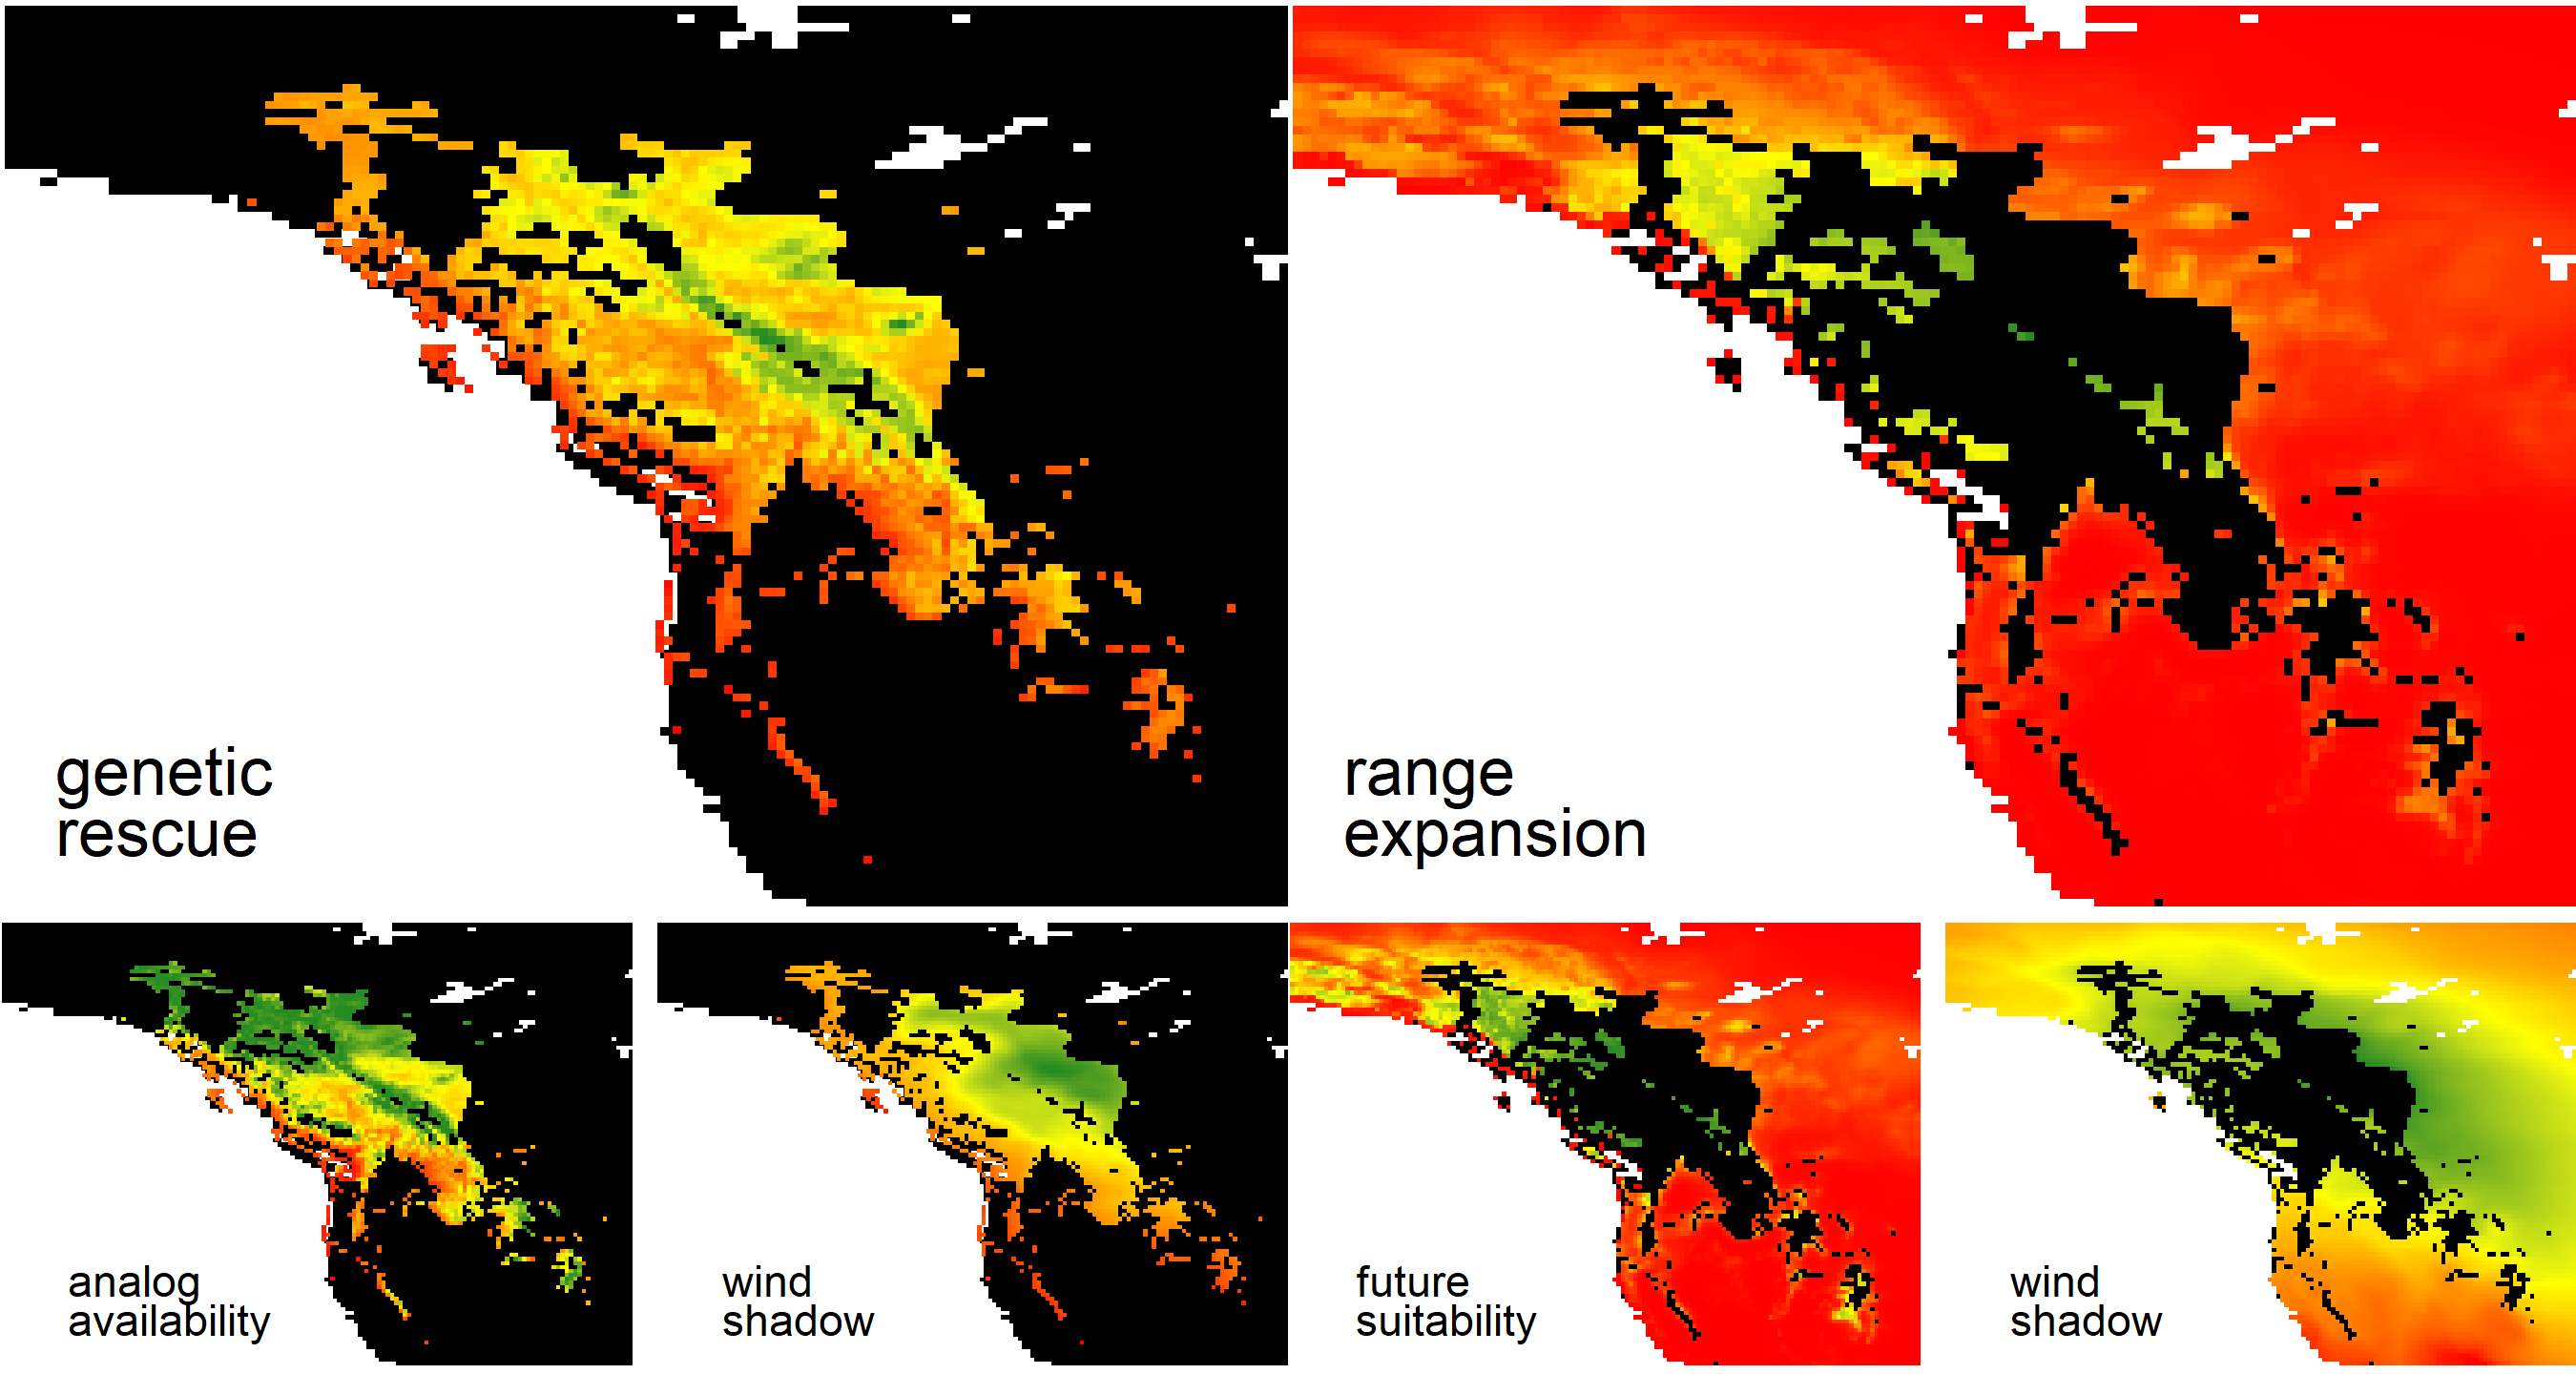 genetic
rescue
range
expansion
analog
availability
wind
shadow
future
suitability
wind
shadow